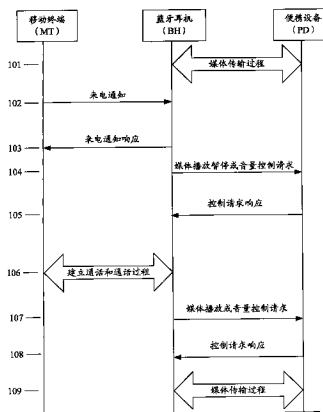 移动终端
（MT）
蓝牙耳机
（BH）
便携设备
（PD）
101
媒体传输过程
102
来电通知
103
来电通知响应
104
媒体播放暂停或音量控制请求
105
控制请求响应
106
建立通话和通话过程
107
媒体播放或音量控制请求
108
控制请求响应
109
媒体传输过程